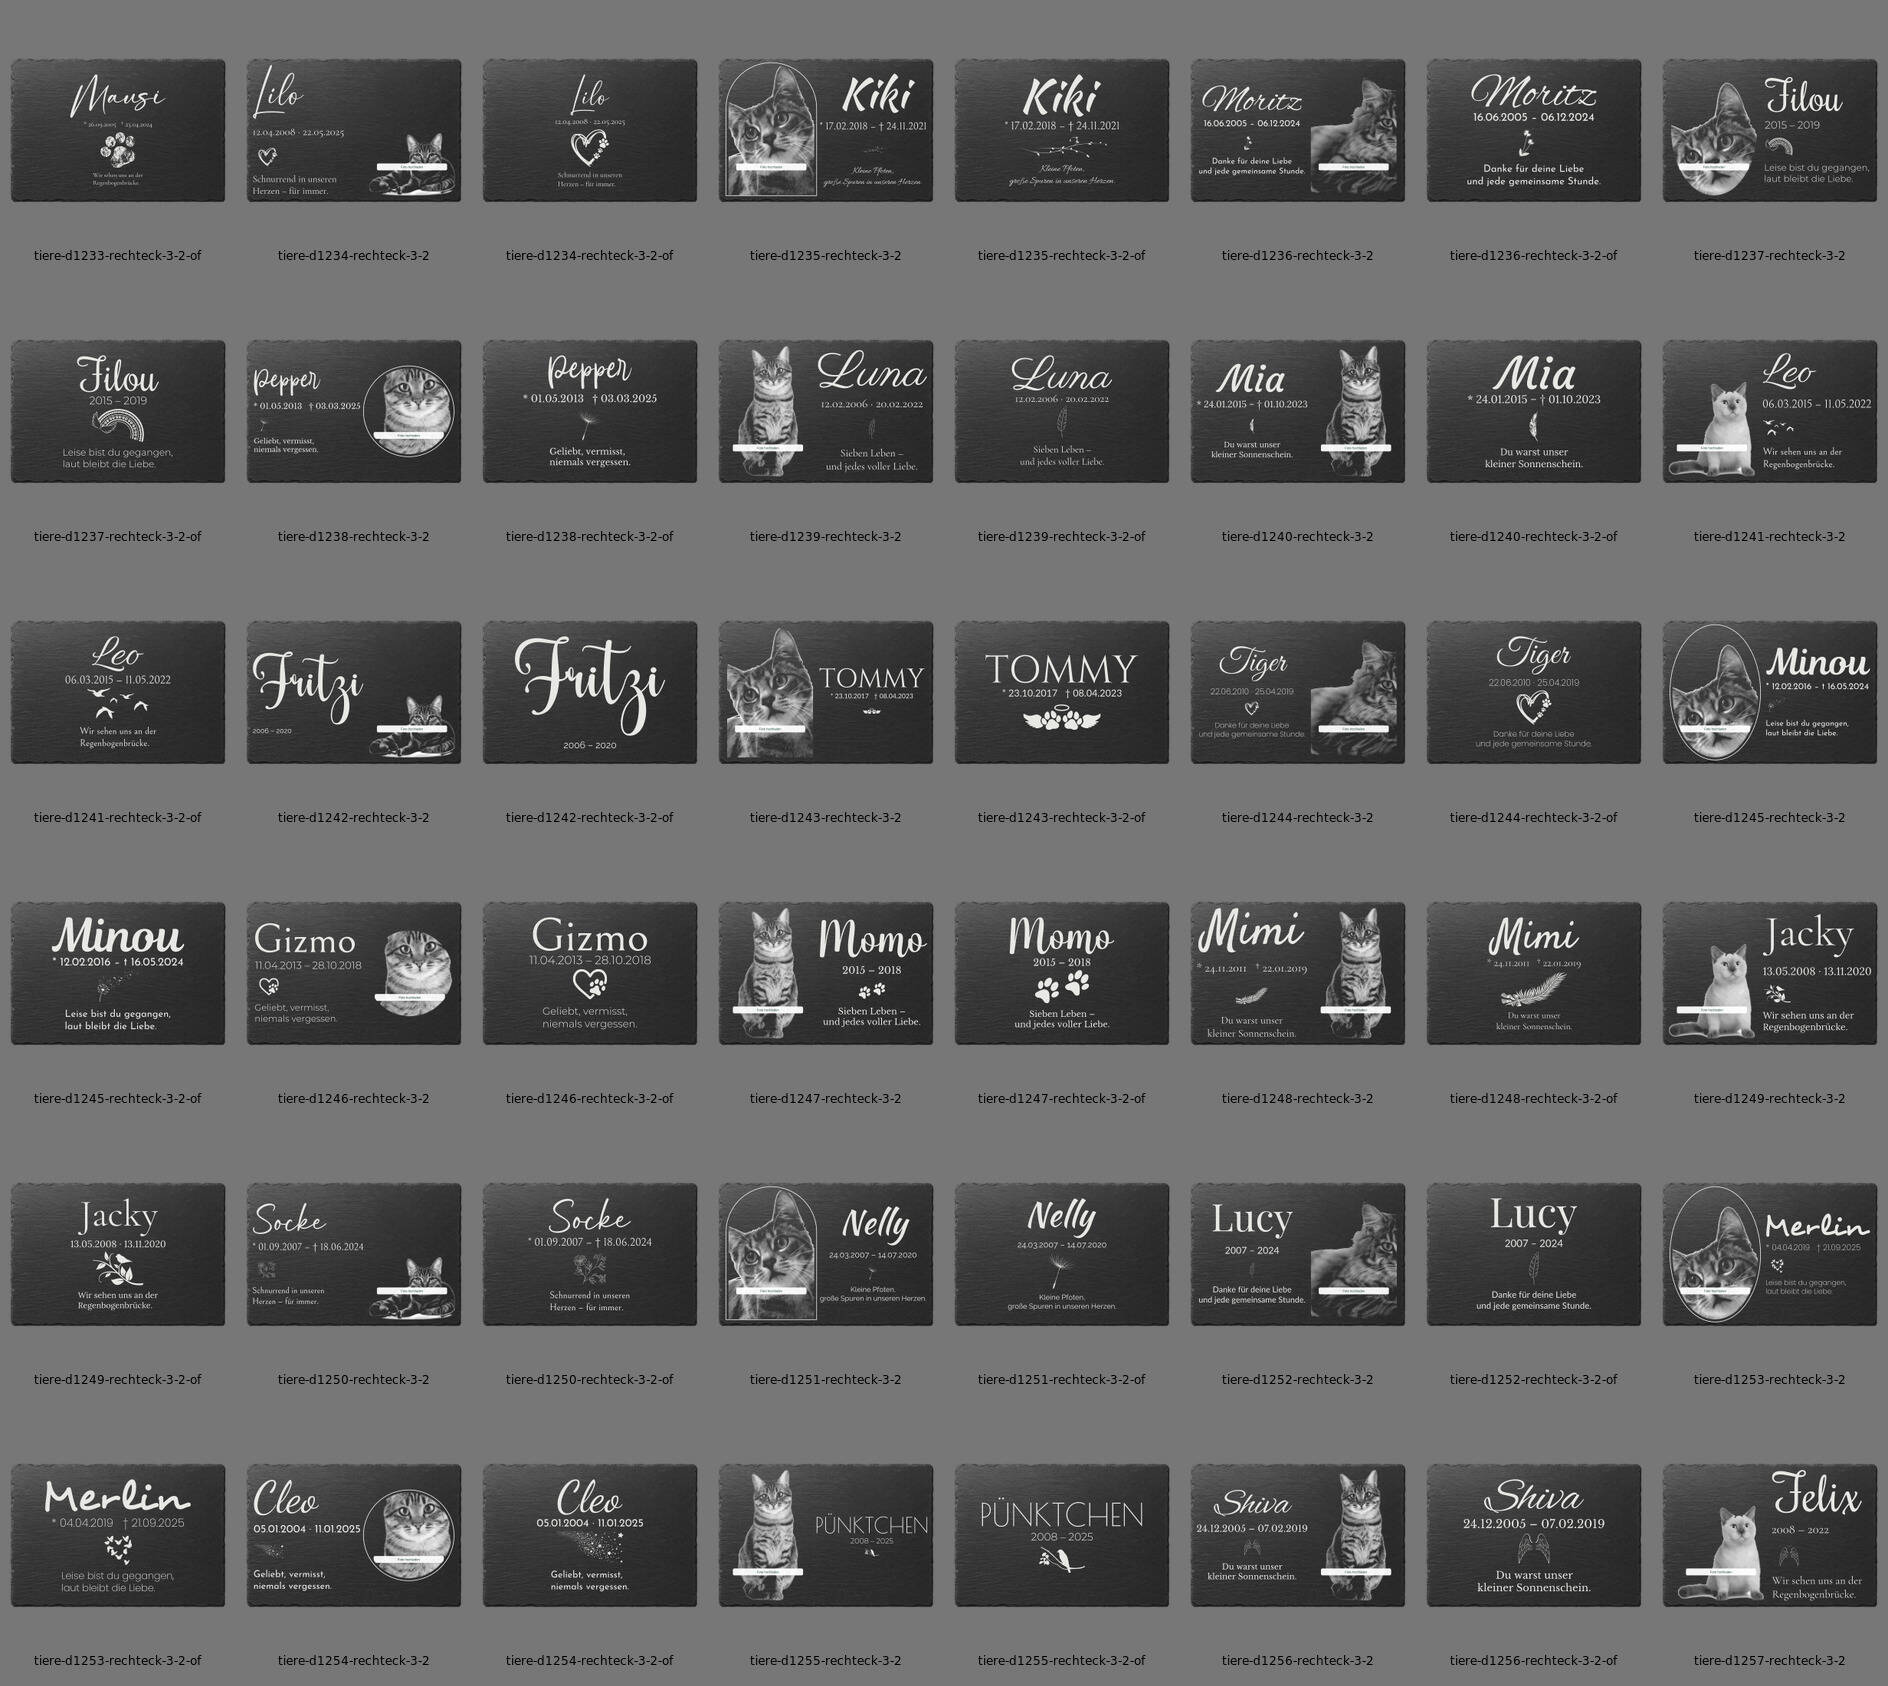 Mausi
* 26.09.2005 † 23.04.2024
Wir sehen uns an der
Regenbogenbrücke.
tiere-d1233-rechteck-3-2-of
Lilo
12.04.2008 · 22.05.2025
Schnurrend in unseren
Herzen – für immer.
tiere-d1234-rechteck-3-2
Lilo
12.04.2008 · 22.05.2025
Schnurrend in unseren
Herzen – für immer.
tiere-d1234-rechteck-3-2-of
Kiki
* 17.02.2018 – † 24.11.2021
Kleine Pfoten,
große Spuren in unseren Herzen.
tiere-d1235-rechteck-3-2
Kiki
* 17.02.2018 – † 24.11.2021
Kleine Pfoten,
große Spuren in unseren Herzen.
tiere-d1235-rechteck-3-2-of
Moritz
16.06.2005 – 06.12.2024
Danke für deine Liebe
und jede gemeinsame Stunde.
tiere-d1236-rechteck-3-2
Moritz
16.06.2005 – 06.12.2024
Danke für deine Liebe
und jede gemeinsame Stunde.
tiere-d1236-rechteck-3-2-of
Filou
2015 – 2019
Leise bist du gegangen,
laut bleibt die Liebe.
tiere-d1237-rechteck-3-2
Filou
2015 – 2019
Leise bist du gegangen,
laut bleibt die Liebe.
tiere-d1237-rechteck-3-2-of
Pepper
* 01.05.2013 † 03.03.2025
Geliebt, vermisst,
niemals vergessen.
tiere-d1238-rechteck-3-2
Pepper
* 01.05.2013 † 03.03.2025
Geliebt, vermisst,
niemals vergessen.
tiere-d1238-rechteck-3-2-of
Luna
12.02.2006 · 20.02.2022
Sieben Leben –
und jedes voller Liebe.
tiere-d1239-rechteck-3-2
Luna
12.02.2006 · 20.02.2022
Sieben Leben –
und jedes voller Liebe.
tiere-d1239-rechteck-3-2-of
Mia
* 24.01.2015 – † 01.10.2023
Du warst unser
kleiner Sonnenschein.
tiere-d1240-rechteck-3-2
Mia
* 24.01.2015 – † 01.10.2023
Du warst unser
kleiner Sonnenschein.
tiere-d1240-rechteck-3-2-of
Leo
06.03.2015 – 11.05.2022
Wir sehen uns an der
Regenbogenbrücke.
tiere-d1241-rechteck-3-2
Leo
06.03.2015 – 11.05.2022
Wir sehen uns an der
Regenbogenbrücke.
tiere-d1241-rechteck-3-2-of
Fritzi
2006 – 2020
tiere-d1242-rechteck-3-2
Fritzi
2006 – 2020
tiere-d1242-rechteck-3-2-of
TOMMY
* 23.10.2017 † 08.04.2023
tiere-d1243-rechteck-3-2
TOMMY
* 23.10.2017 † 08.04.2023
tiere-d1243-rechteck-3-2-of
Tiger
22.06.2010 · 25.04.2019
Danke für deine Liebe
und jede gemeinsame Stunde.
tiere-d1244-rechteck-3-2
Tiger
22.06.2010 · 25.04.2019
Danke für deine Liebe
und jede gemeinsame Stunde.
tiere-d1244-rechteck-3-2-of
Minou
* 12.02.2016 – † 16.05.2024
Leise bist du gegangen,
laut bleibt die Liebe.
tiere-d1245-rechteck-3-2
Minou
* 12.02.2016 – † 16.05.2024
Leise bist du gegangen,
laut bleibt die Liebe.
tiere-d1245-rechteck-3-2-of
Gizmo
11.04.2013 – 28.10.2018
Geliebt, vermisst,
niemals vergessen.
tiere-d1246-rechteck-3-2
Gizmo
11.04.2013 – 28.10.2018
Geliebt, vermisst,
niemals vergessen.
tiere-d1246-rechteck-3-2-of
Momo
2015 – 2018
Sieben Leben –
und jedes voller Liebe.
tiere-d1247-rechteck-3-2
Momo
2015 – 2018
Sieben Leben –
und jedes voller Liebe.
tiere-d1247-rechteck-3-2-of
Mimi
* 24.11.2011 † 22.01.2019
Du warst unser
kleiner Sonnenschein.
tiere-d1248-rechteck-3-2
Mimi
* 24.11.2011 † 22.01.2019
Du warst unser
kleiner Sonnenschein.
tiere-d1248-rechteck-3-2-of
Jacky
13.05.2008 · 13.11.2020
Wir sehen uns an der
Regenbogenbrücke.
tiere-d1249-rechteck-3-2
Jacky
13.05.2008 · 13.11.2020
Wir sehen uns an der
Regenbogenbrücke.
tiere-d1249-rechteck-3-2-of
Socke
* 01.09.2007 – † 18.06.2024
Schnurrend in unseren
Herzen – für immer.
tiere-d1250-rechteck-3-2
Socke
* 01.09.2007 – † 18.06.2024
Schnurrend in unseren
Herzen – für immer.
tiere-d1250-rechteck-3-2-of
Nelly
24.03.2007 – 14.07.2020
Kleine Pfoten,
große Spuren in unseren Herzen.
tiere-d1251-rechteck-3-2
Nelly
24.03.2007 – 14.07.2020
Kleine Pfoten,
große Spuren in unseren Herzen.
tiere-d1251-rechteck-3-2-of
Lucy
2007 – 2024
Danke für deine Liebe
und jede gemeinsame Stunde.
tiere-d1252-rechteck-3-2
Lucy
2007 – 2024
Danke für deine Liebe
und jede gemeinsame Stunde.
tiere-d1252-rechteck-3-2-of
Merlin
* 04.04.2019 † 21.09.2025
Leise bist du gegangen,
laut bleibt die Liebe.
tiere-d1253-rechteck-3-2
Merlin
* 04.04.2019 † 21.09.2025
Leise bist du gegangen,
laut bleibt die Liebe.
tiere-d1253-rechteck-3-2-of
Cleo
05.01.2004 · 11.01.2025
Geliebt, vermisst,
niemals vergessen.
tiere-d1254-rechteck-3-2
Cleo
05.01.2004 · 11.01.2025
Geliebt, vermisst,
niemals vergessen.
tiere-d1254-rechteck-3-2-of
PÜNKTCHEN
2008 – 2025
tiere-d1255-rechteck-3-2
PÜNKTCHEN
2008 – 2025
tiere-d1255-rechteck-3-2-of
Shiva
24.12.2005 – 07.02.2019
Du warst unser
kleiner Sonnenschein.
tiere-d1256-rechteck-3-2
Shiva
24.12.2005 – 07.02.2019
Du warst unser
kleiner Sonnenschein.
tiere-d1256-rechteck-3-2-of
Felix
2008 – 2022
Wir sehen uns an der
Regenbogenbrücke.
tiere-d1257-rechteck-3-2